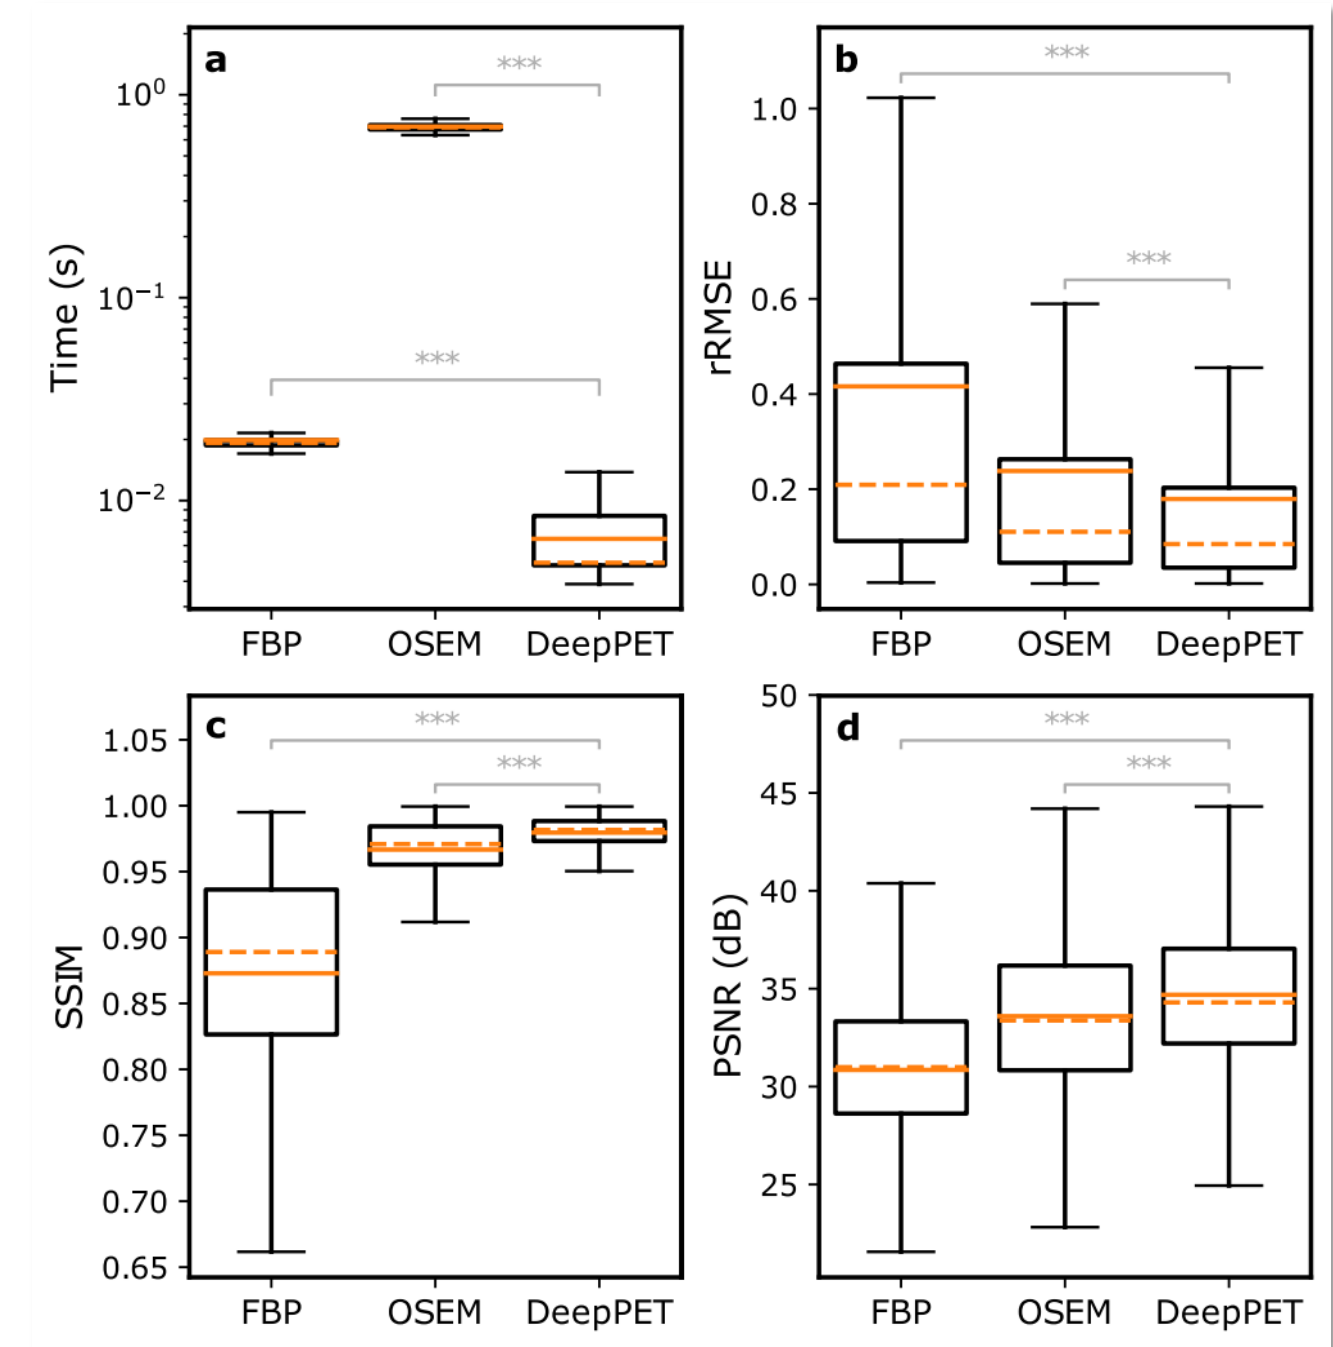 a
***
10⁰
10⁻¹
10⁻²
Time (s)
***
FBP
OSEM
DeepPET
b
***
1.0
0.8
0.6
0.4
0.2
0.0
rRMSE
***
FBP
OSEM
DeepPET
c
***
***
1.05
1.00
0.95
0.90
0.85
0.80
0.75
0.70
0.65
SSIM
FBP
OSEM
DeepPET
d
***
***
50
45
40
35
30
25
PSNR (dB)
FBP
OSEM
DeepPET